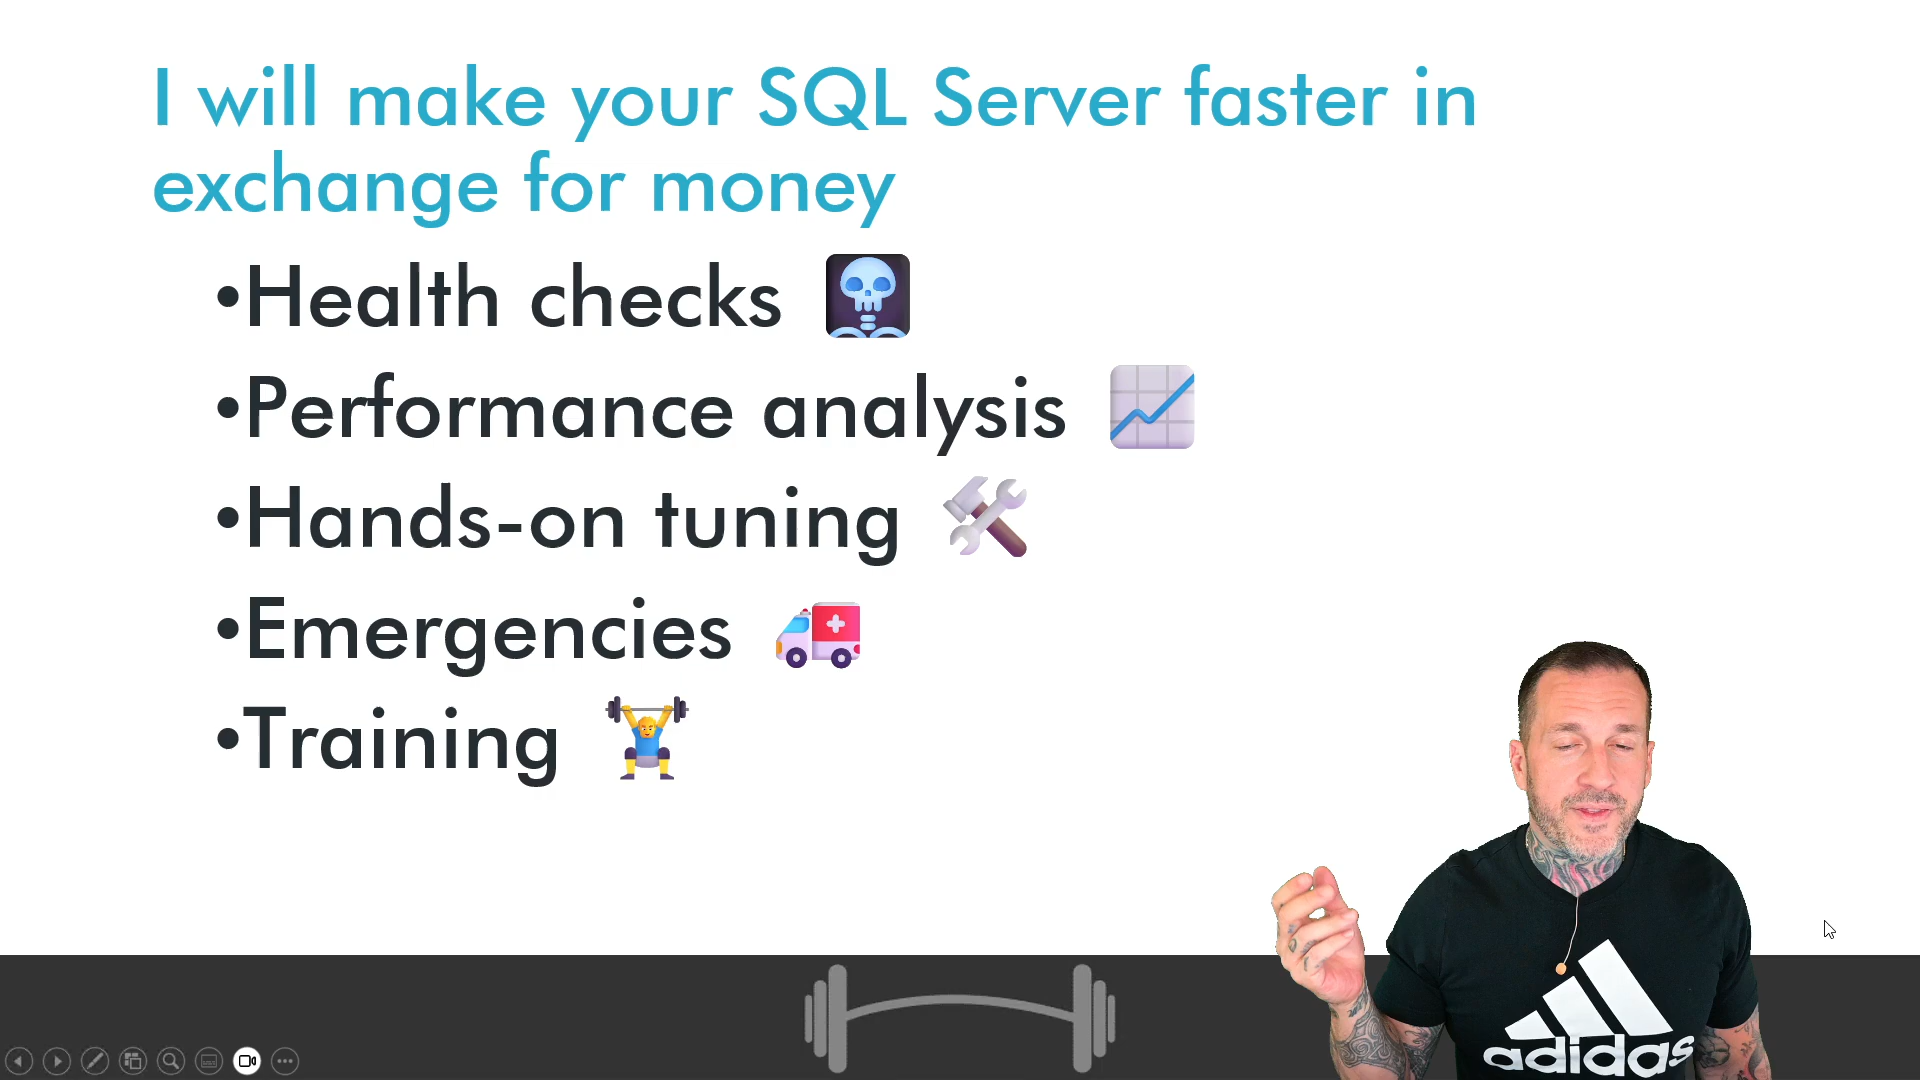 I will make your SQL Server faster in
exchange for money
•Health checks
•Performance analysis
•Hands-on tuning
•Emergencies
•Training
adidas